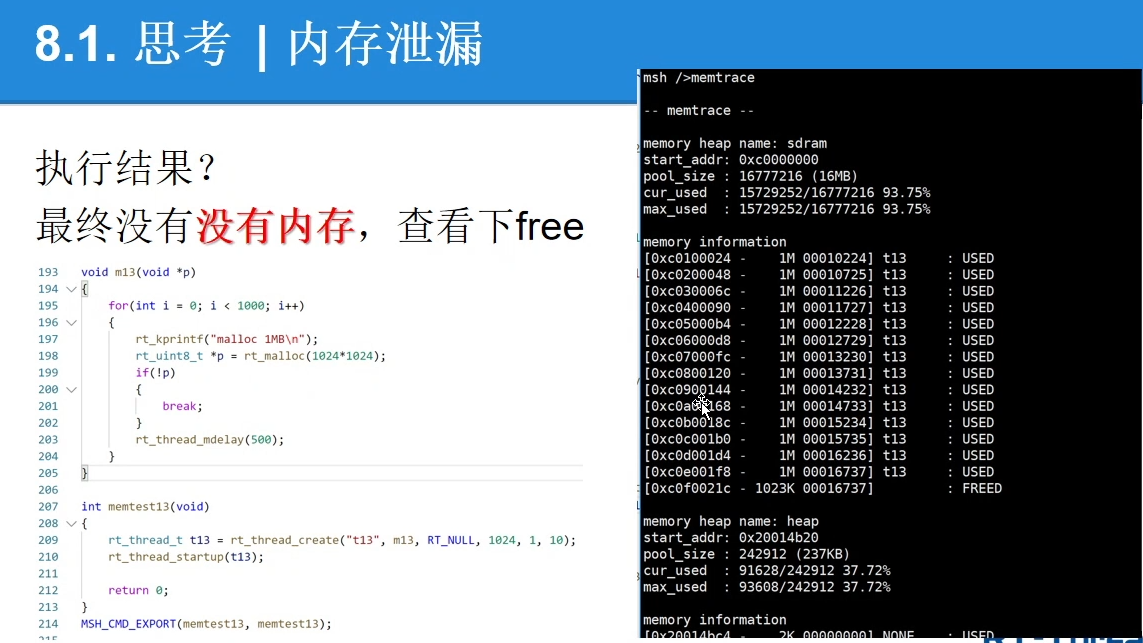 8.1. 思考 | 内存泄漏
执行结果？
最终没有没有内存，查看下free
193 void m13(void *p)
194 {
195 for(int i = 0; i < 1000; i++)
196 {
197 rt_kprintf("malloc 1MB\n");
198 rt_uint8_t *p = rt_malloc(1024*1024);
199 if(!p)
200 {
201 break;
202 }
203 rt_thread_mdelay(500);
204 }
205 }
206
207 int memtest13(void)
208 {
209 rt_thread_t t13 = rt_thread_create("t13", m13, RT_NULL, 1024, 1, 10);
210 rt_thread_startup(t13);
211
212 return 0;
213 }
214 MSH_CMD_EXPORT(memtest13, memtest13);
msh />memtrace
-- memtrace --
memory heap name: sdram
start_addr: 0xc0000000
pool_size : 16777216 (16MB)
cur_used : 15729252/16777216 93.75%
max_used : 15729252/16777216 93.75%
memory information
[0xc0100024 - 1M 00010224] t13 : USED
[0xc0200048 - 1M 00010725] t13 : USED
[0xc030006c - 1M 00011226] t13 : USED
[0xc0400090 - 1M 00011727] t13 : USED
[0xc05000b4 - 1M 00012228] t13 : USED
[0xc06000d8 - 1M 00012729] t13 : USED
[0xc07000fc - 1M 00013230] t13 : USED
[0xc0800120 - 1M 00013731] t13 : USED
[0xc0900144 - 1M 00014232] t13 : USED
- 1M 00014733] t13 : USED
[0xc0b0018c - 1M 00015234] t13 : USED
[0xc0c001b0 - 1M 00015735] t13 : USED
[0xc0d001d4 - 1M 00016236] t13 : USED
[0xc0e001f8 - 1M 00016737] t13 : USED
[0xc0f0021c - 1023K 00016737] : FREED
memory heap name: heap
start_addr: 0x20014b20
pool_size : 242912 (237KB)
cur_used : 91628/242912 37.72%
max_used : 93608/242912 37.72%
memory information
[0x20014bc4 - 2K 00000000] NONE : USED